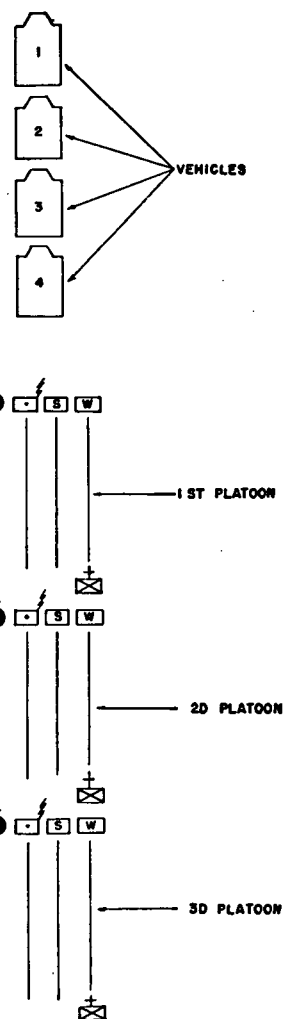 1
2
VEHICLES
3
4
S W
1 ST PLATOON
S W
2D PLATOON
S W
3D PLATOON